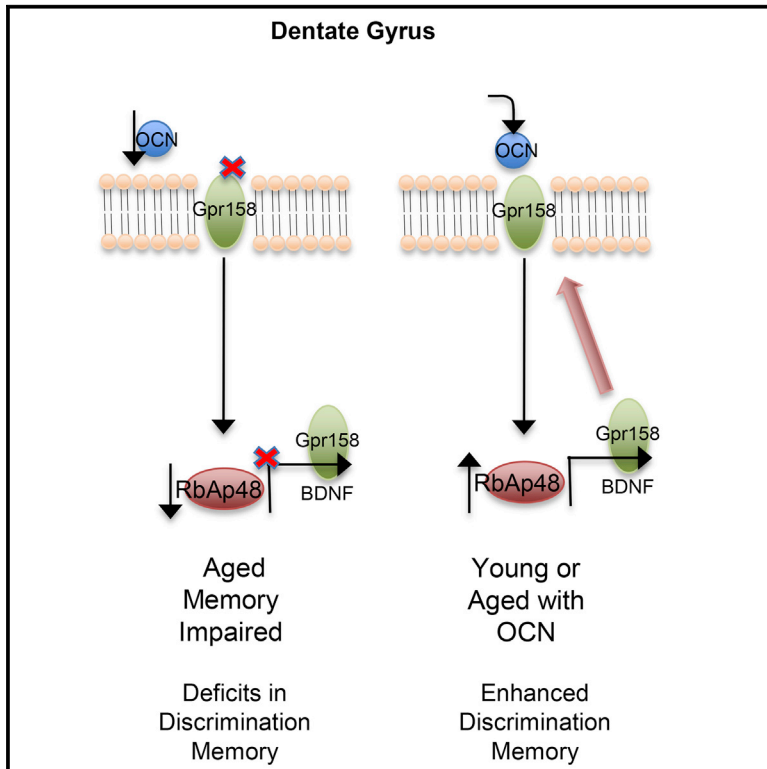 Dentate Gyrus
OCN
Gpr158
Gpr158
RbAp48
BDNF
Aged
Memory
Impaired
Deficits in
Discrimination
Memory
OCN
Gpr158
Gpr158
RbAp48
BDNF
Young or
Aged with
OCN
Enhanced
Discrimination
Memory